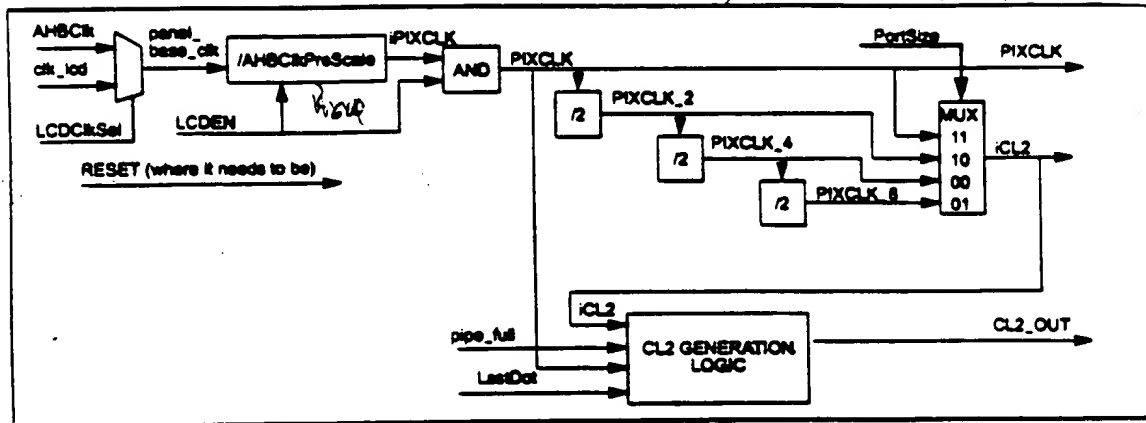 AHBClk
panel_
base_clk
iPIXCLK
/AHBClkPreScale
AND
PIXCLK
PortSize
PIXCLK
clk_lcd
LCDClkSel
LCDEN
/2
PIXCLK_2
/2
PIXCLK_4
/2
PIXCLK_8
MUX
11
10
00
01
iCL2
RESET (where it needs to be)
iCL2
pipe_full
LastDot
CL2 GENERATION
LOGIC
CL2_OUT